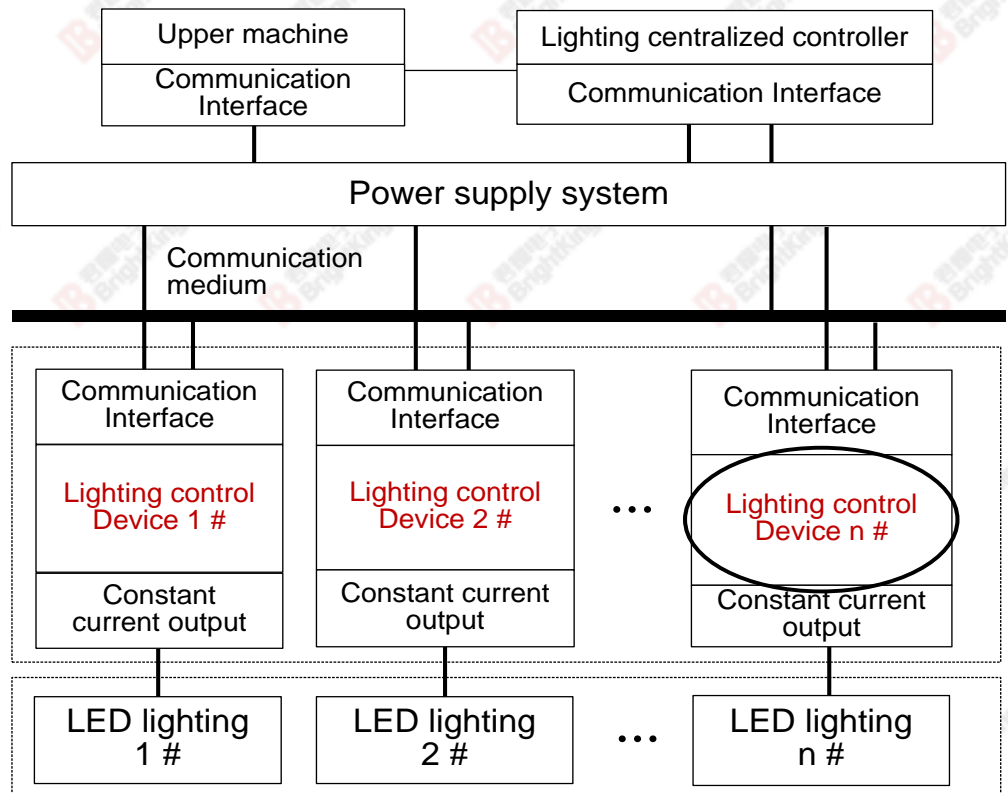 Upper machine
Communication
Interface
Lighting centralized controller
Communication Interface
Power supply system
Communication
medium
Communication
Interface
Lighting control
Device 1 #
Constant
current output
Communication
Interface
Lighting control
Device 2 #
Constant current
output
...
Communication
Interface
Lighting control
Device n #
Constant current
output
LED lighting
1 #
LED lighting
2 #
...
LED lighting
n #